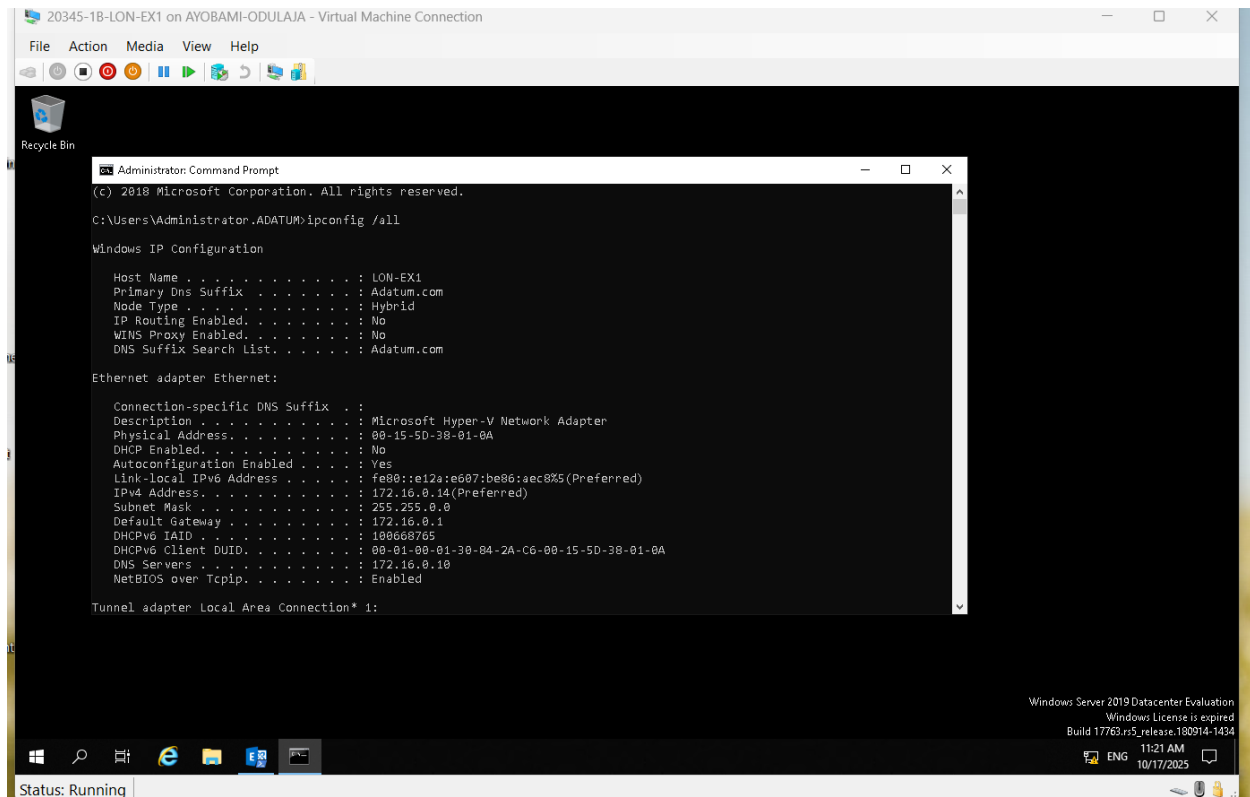 20345-1B-LON-EX1 on AYOBAMI-ODULAJA - Virtual Machine Connection
File Action Media View Help
Recycle Bin
Administrator: Command Prompt
(c) 2018 Microsoft Corporation. All rights reserved.
C:\Users\Administrator.ADATUM>ipconfig /all
Windows IP Configuration
Host Name . . . . . . . . . . . . : LON-EX1
Primary Dns Suffix . . . . . . . : Adatum.com
Node Type . . . . . . . . . . . . : Hybrid
IP Routing Enabled. . . . . . . . : No
WINS Proxy Enabled. . . . . . . . : No
DNS Suffix Search List. . . . . . : Adatum.com
Ethernet adapter Ethernet:
Connection-specific DNS Suffix . :
Description . . . . . . . . . . . : Microsoft Hyper-V Network Adapter
Physical Address. . . . . . . . . : 00-15-5D-38-01-0A
DHCP Enabled. . . . . . . . . . . : No
Autoconfiguration Enabled . . . . : Yes
Link-local IPv6 Address . . . . . : fe80::e12a:e607:be86:aec8%5(Preferred)
IPv4 Address. . . . . . . . . . . : 172.16.0.14(Preferred)
Subnet Mask . . . . . . . . . . . : 255.255.0.0
Default Gateway . . . . . . . . . : 172.16.0.1
DHCPv6 IAID . . . . . . . . . . . : 100668765
DHCPv6 Client DUID. . . . . . . . : 00-01-00-01-30-84-2A-C6-00-15-5D-38-01-0A
DNS Servers . . . . . . . . . . . : 172.16.0.10
NetBIOS over Tcpip. . . . . . . . : Enabled
Tunnel adapter Local Area Connection* 1:
Windows Server 2019 Datacenter Evaluation
Windows License is expired
Build 17763.rs5_release.180914-1434
ENG
11:21 AM
10/17/2025
Status: Running